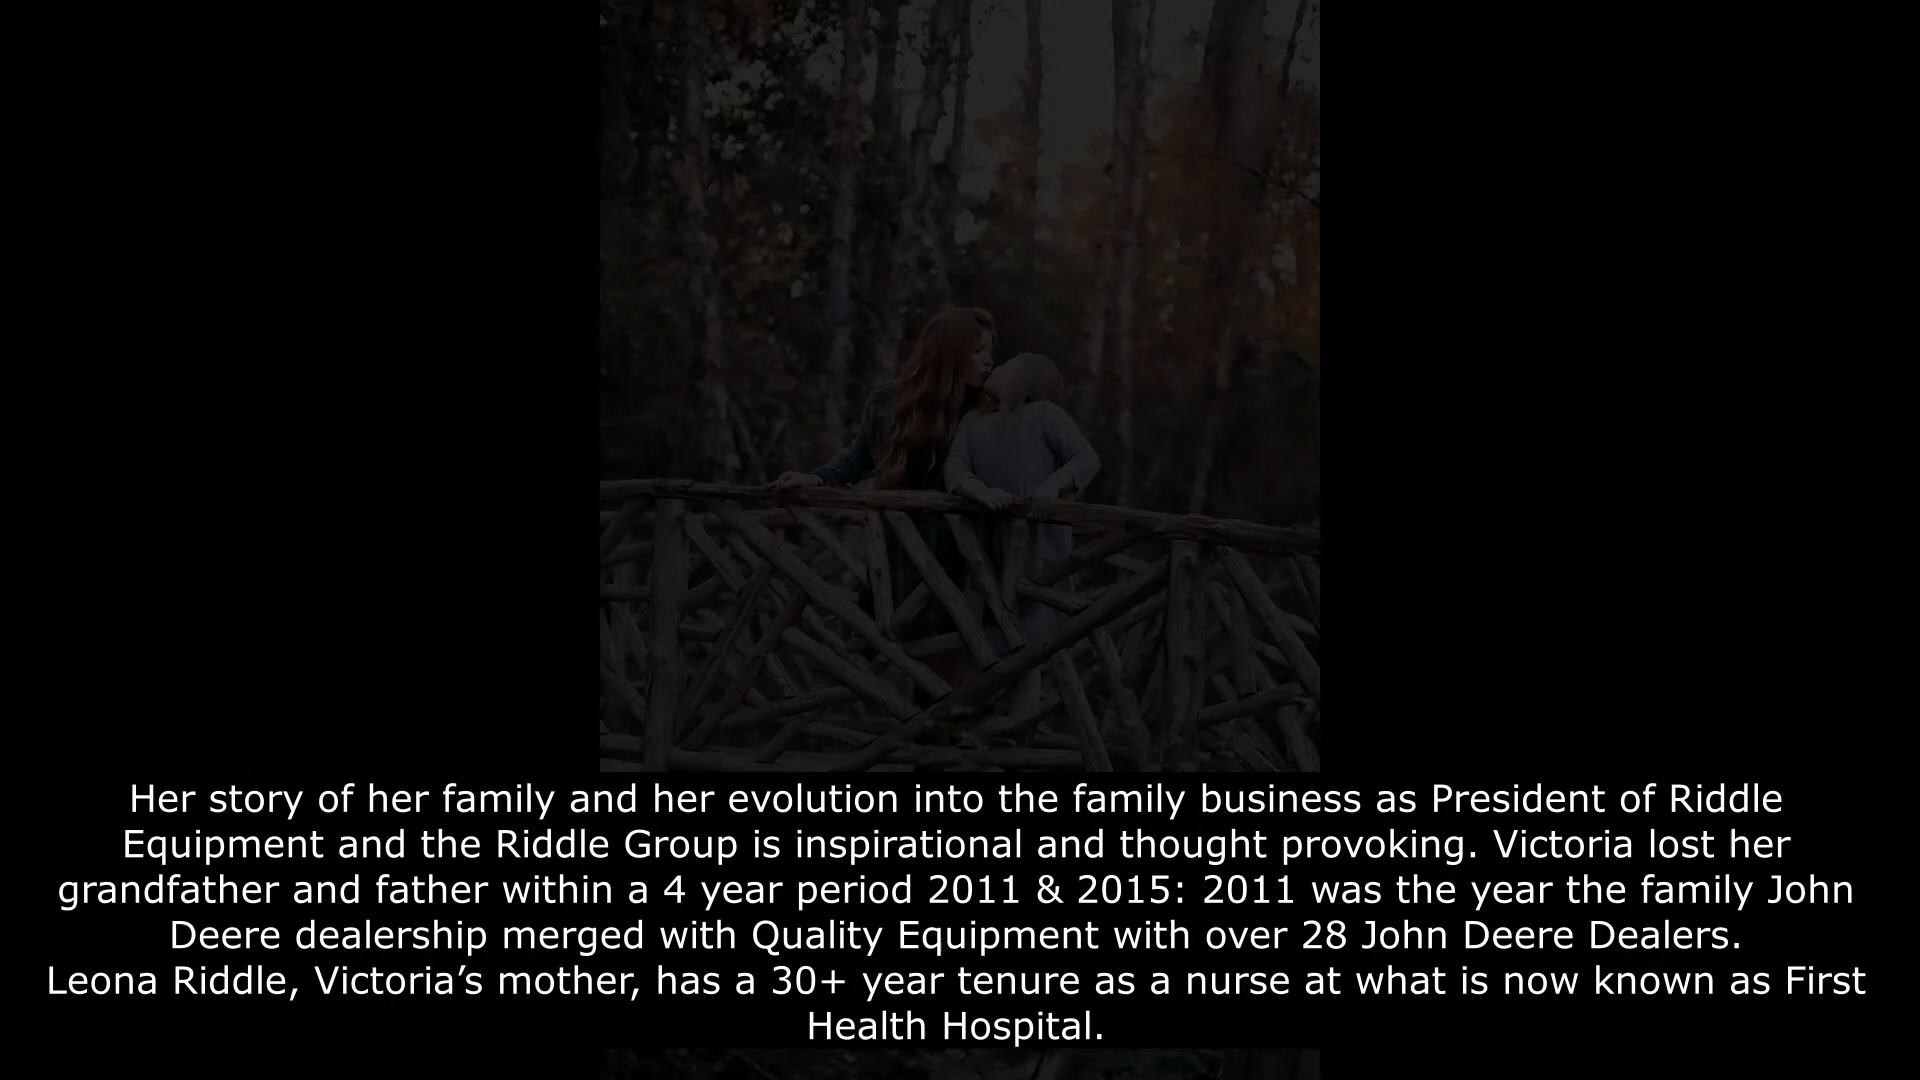 Her story of her family and her evolution into the family business as President of Riddle
Equipment and the Riddle Group is inspirational and thought provoking. Victoria lost her
grandfather and father within a 4 year period 2011 & 2015: 2011 was the year the family John
Deere dealership merged with Quality Equipment with over 28 John Deere Dealers.
Leona Riddle, Victoria’s mother, has a 30+ year tenure as a nurse at what is now known as First
Health Hospital.